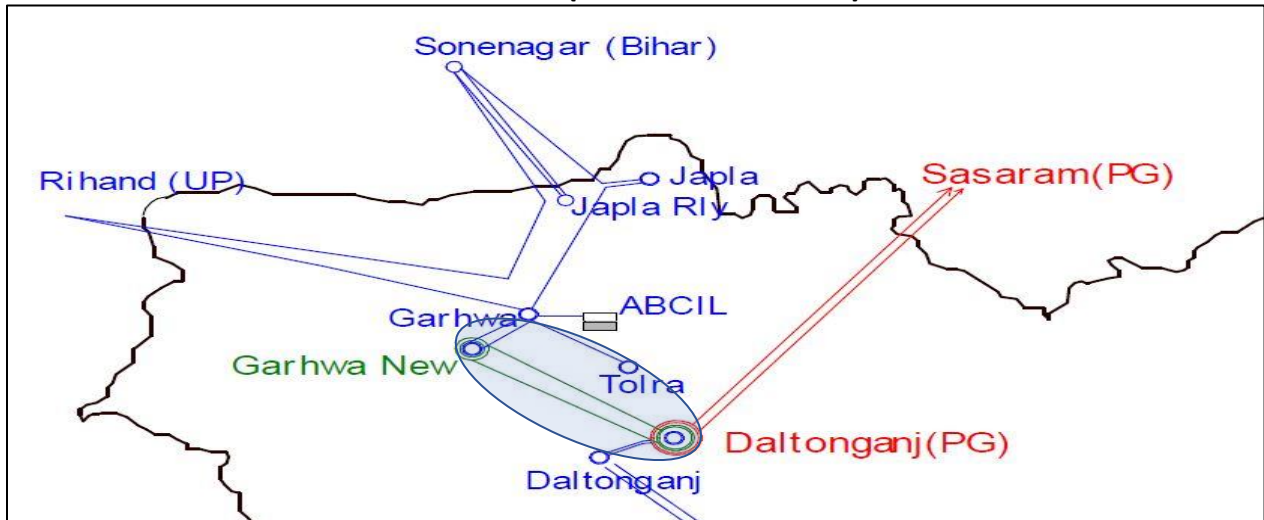 Sonenagar (Bihar)
Rihand (UP)
Japla
Sasaram(PG)
Japla Rly
Garhwa
ABCIL
Garhwa New
Tolra
Daltonganj(PG)
Daltonganj